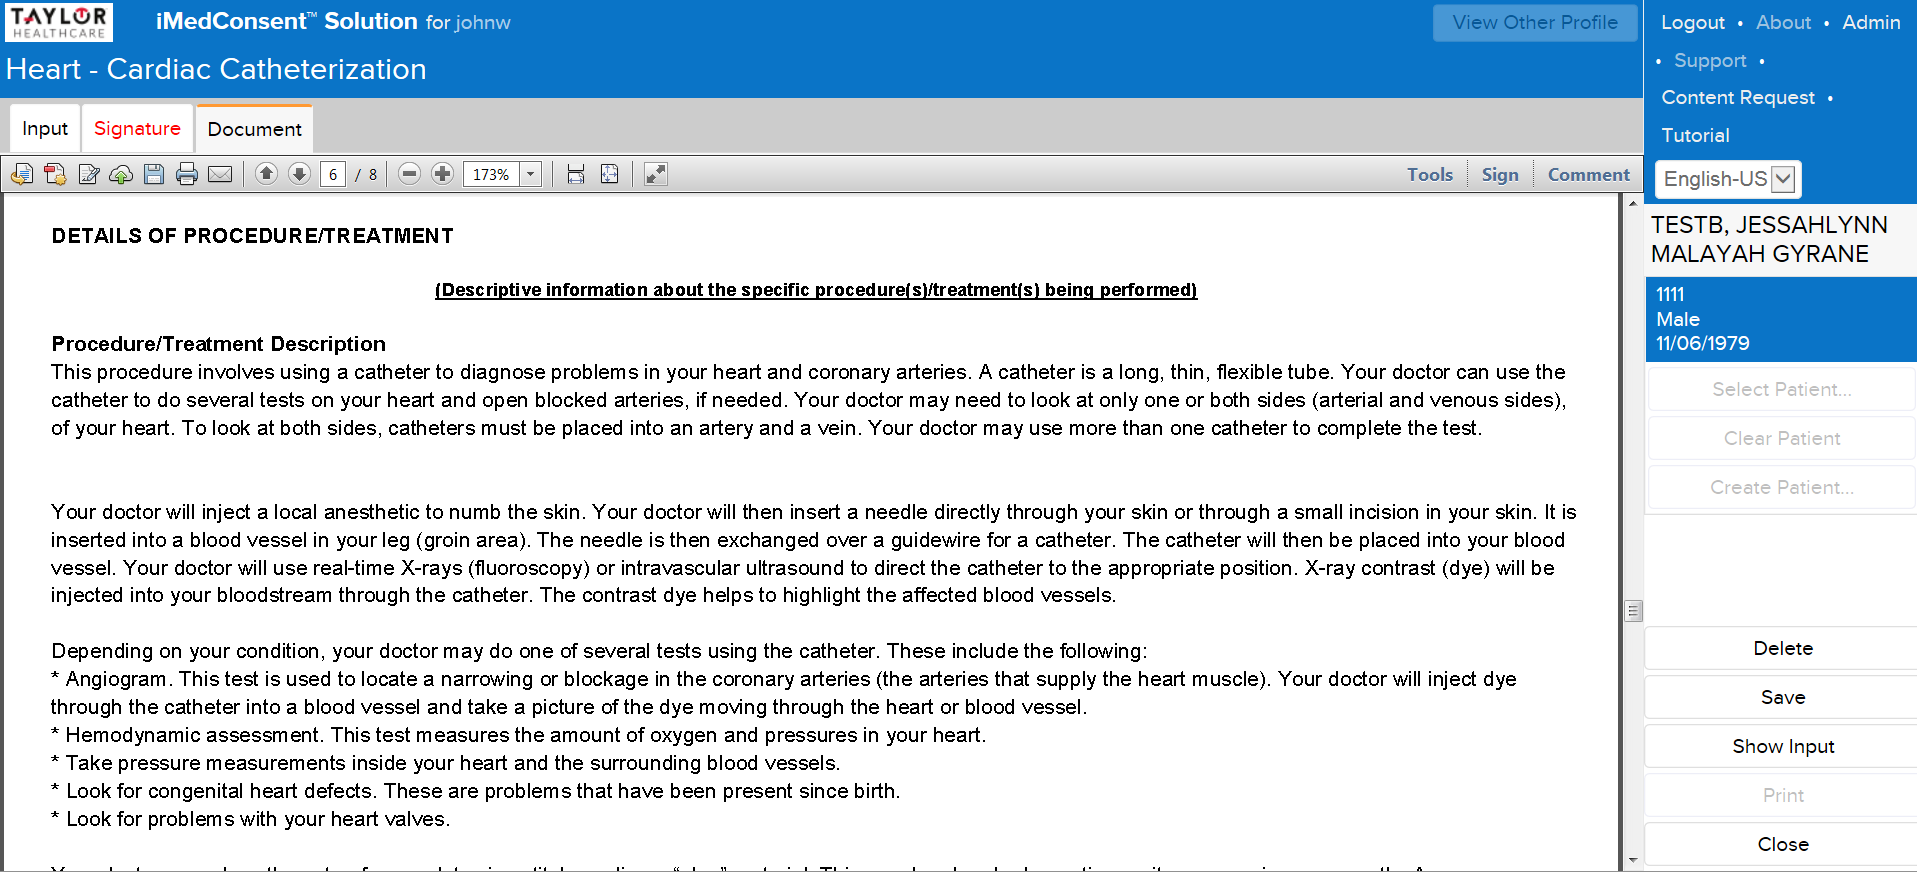 TAYLOR
HEALTHCARE
iMedConsent™ Solution for johnw
View Other Profile
Logout • About • Admin
• Support •
Content Request •
Tutorial
English-US
Heart - Cardiac Catheterization
Input
Signature
Document
6 / 8
173%
Tools
Sign
Comment
DETAILS OF PROCEDURE/TREATMENT
(Descriptive information about the specific procedure(s)/treatment(s) being performed)
Procedure/Treatment Description
This procedure involves using a catheter to diagnose problems in your heart and coronary arteries. A catheter is a long, thin, flexible tube. Your doctor can use the
catheter to do several tests on your heart and open blocked arteries, if needed. Your doctor may need to look at only one or both sides (arterial and venous sides),
of your heart. To look at both sides, catheters must be placed into an artery and a vein. Your doctor may use more than one catheter to complete the test.
Your doctor will inject a local anesthetic to numb the skin. Your doctor will then insert a needle directly through your skin or through a small incision in your skin. It is
inserted into a blood vessel in your leg (groin area). The needle is then exchanged over a guidewire for a catheter. The catheter will then be placed into your blood
vessel. Your doctor will use real-time X-rays (fluoroscopy) or intravascular ultrasound to direct the catheter to the appropriate position. X-ray contrast (dye) will be
injected into your bloodstream through the catheter. The contrast dye helps to highlight the affected blood vessels.
Depending on your condition, your doctor may do one of several tests using the catheter. These include the following:
* Angiogram. This test is used to locate a narrowing or blockage in the coronary arteries (the arteries that supply the heart muscle). Your doctor will inject dye
through the catheter into a blood vessel and take a picture of the dye moving through the heart or blood vessel.
* Hemodynamic assessment. This test measures the amount of oxygen and pressures in your heart.
* Take pressure measurements inside your heart and the surrounding blood vessels.
* Look for congenital heart defects. These are problems that have been present since birth.
* Look for problems with your heart valves.
TESTB, JESSAHLYNN
MALAYAH GYRANE
1111
Male
11/06/1979
Select Patient...
Clear Patient
Create Patient...
Delete
Save
Show Input
Print
Close